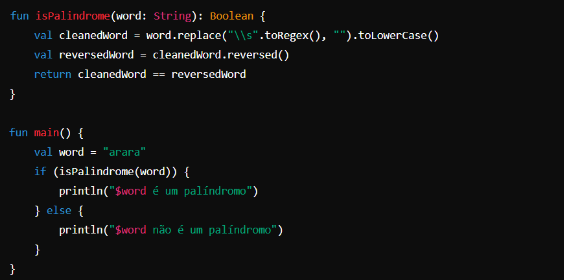 fun isPalindrome(word: String): Boolean {
    val cleanedWord = word.replace("\\s".toRegex(), "").toLowerCase()
    val reversedWord = cleanedWord.reversed()
    return cleanedWord == reversedWord
}

fun main() {
    val word = "arara"
    if (isPalindrome(word)) {
        println("$word é um palíndromo")
    } else {
        println("$word não é um palíndromo")
    }
}